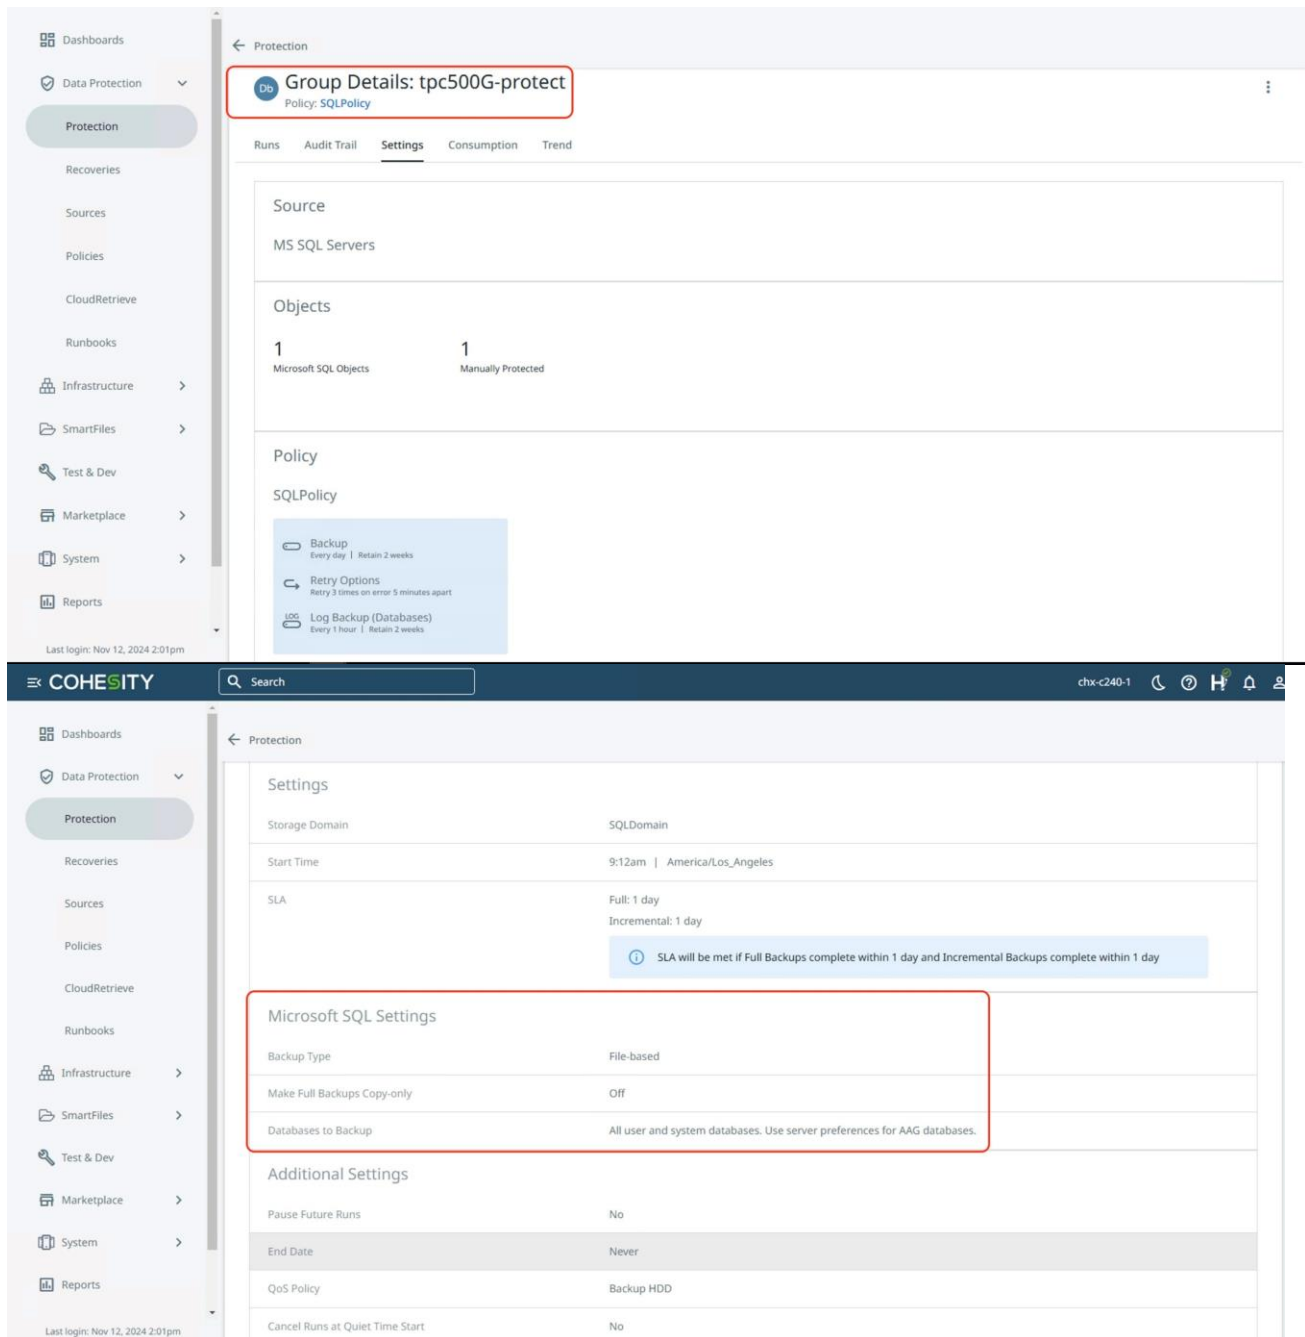 Dashboards
Data Protection
Protection
Recoveries
Sources
Policies
CloudRetrieve
Runbooks
Infrastructure
SmartFiles
Test & Dev
Marketplace
System
Reports
Last login: Nov 12, 2024 2:01pm
Protection
Db
Group Details: tpc500G-protect
Policy: SQLPolicy
Runs Audit Trail Settings Consumption Trend
Source
MS SQL Servers
Objects
1 1
Microsoft SQL Objects Manually Protected
Policy
SQLPolicy
Backup
Every day | Retain 2 weeks
Retry Options
Retry 3 times on error 5 minutes apart
LOG
Log Backup (Databases)
Every 1 hour | Retain 2 weeks
COHESITY
Search
chx-c240-1
H
Dashboards
Data Protection
Protection
Recoveries
Sources
Policies
CloudRetrieve
Runbooks
Infrastructure
SmartFiles
Test & Dev
Marketplace
System
Reports
Last login: Nov 12, 2024 2:01pm
Protection
Settings
Storage Domain SQLDomain
Start Time 9:12am | America/Los_Angeles
SLA Full: 1 day
Incremental: 1 day
SLA will be met if Full Backups complete within 1 day and Incremental Backups complete within 1 day
Microsoft SQL Settings
Backup Type File-based
Make Full Backups Copy-only Off
Databases to Backup All user and system databases. Use server preferences for AAG databases.
Additional Settings
Pause Future Runs No
End Date Never
QoS Policy Backup HDD
Cancel Runs at Quiet Time Start No